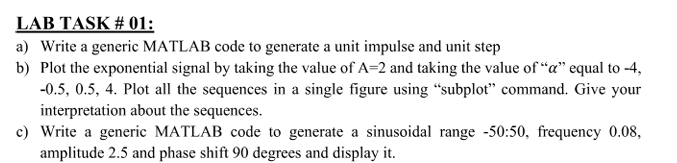 LAB TASK # 01:
a) Write a generic MATLAB code to generate a unit impulse and unit step
b) Plot the exponential signal by taking the value of A=2 and taking the value of “α” equal to -4,
-0.5, 0.5, 4. Plot all the sequences in a single figure using “subplot” command. Give your
interpretation about the sequences.
c) Write a generic MATLAB code to generate a sinusoidal range -50:50, frequency 0.08,
amplitude 2.5 and phase shift 90 degrees and display it.